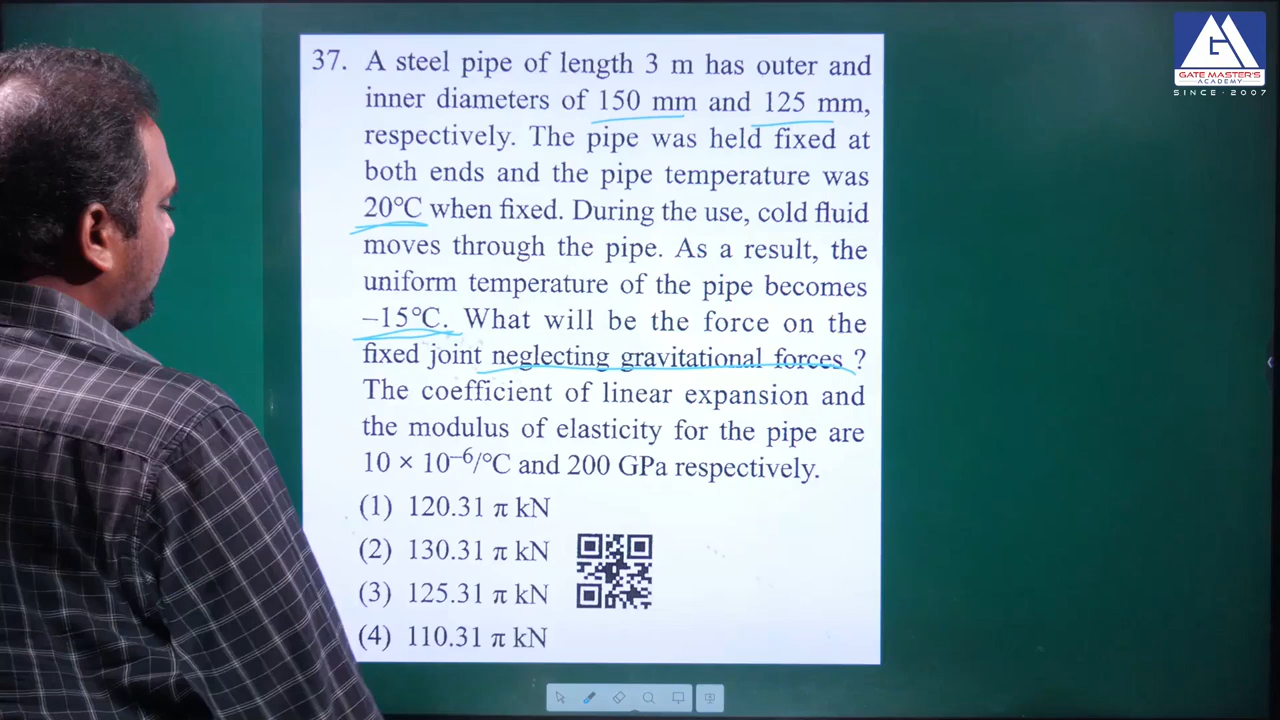 37. A steel pipe of length 3 m has outer and
inner diameters of 150 mm and 125 mm,
respectively. The pipe was held fixed at
both ends and the pipe temperature was
20°C when fixed. During the use, cold fluid
moves through the pipe. As a result, the
uniform temperature of the pipe becomes
–15°C. What will be the force on the
fixed joint neglecting gravitational forces ?
The coefficient of linear expansion and
the modulus of elasticity for the pipe are
10 × 10⁻⁶/°C and 200 GPa respectively.
(1) 120.31 π kN
(2) 130.31 π kN
(3) 125.31 π kN
(4) 110.31 π kN
G
GATE MASTER'S
ACADEMY
SINCE-2007